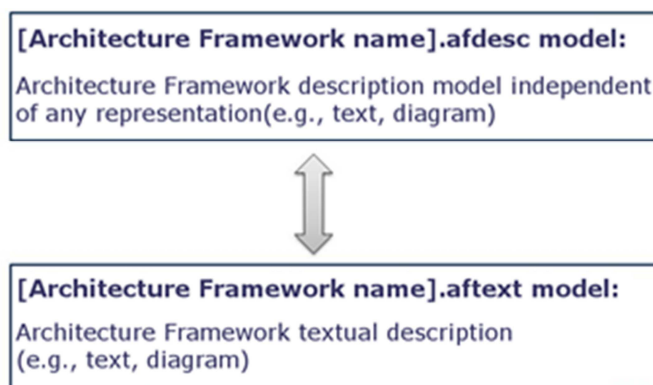 [Architecture Framework name].afdesc model:
Architecture Framework description model independent
of any representation(e.g., text, diagram)
[Architecture Framework name].aftext model:
Architecture Framework textual description
(e.g., text, diagram)